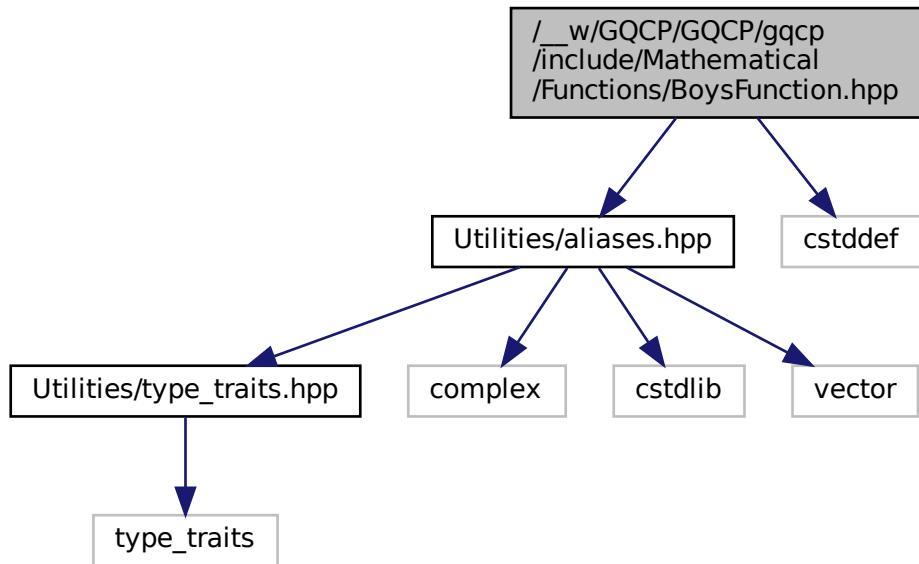 /__w/GQCP/GQCP/gqcp
/include/Mathematical
/Functions/BoysFunction.hpp
Utilities/aliases.hpp
cstddef
Utilities/type_traits.hpp
complex
cstdlib
vector
type_traits